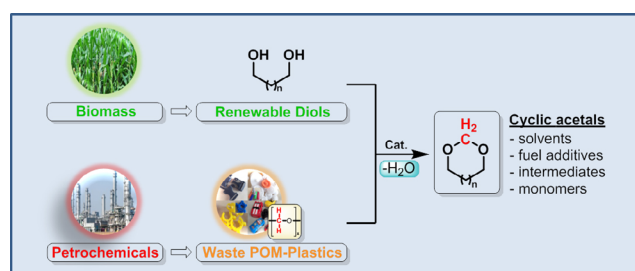 OH OH
n
Biomass
Renewable Diols
Cat.
-H₂O
H₂
C
O O
n
Cyclic acetals
- solvents
- fuel additives
- intermediates
- monomers
H
C O
H
Petrochemicals
Waste POM-Plastics